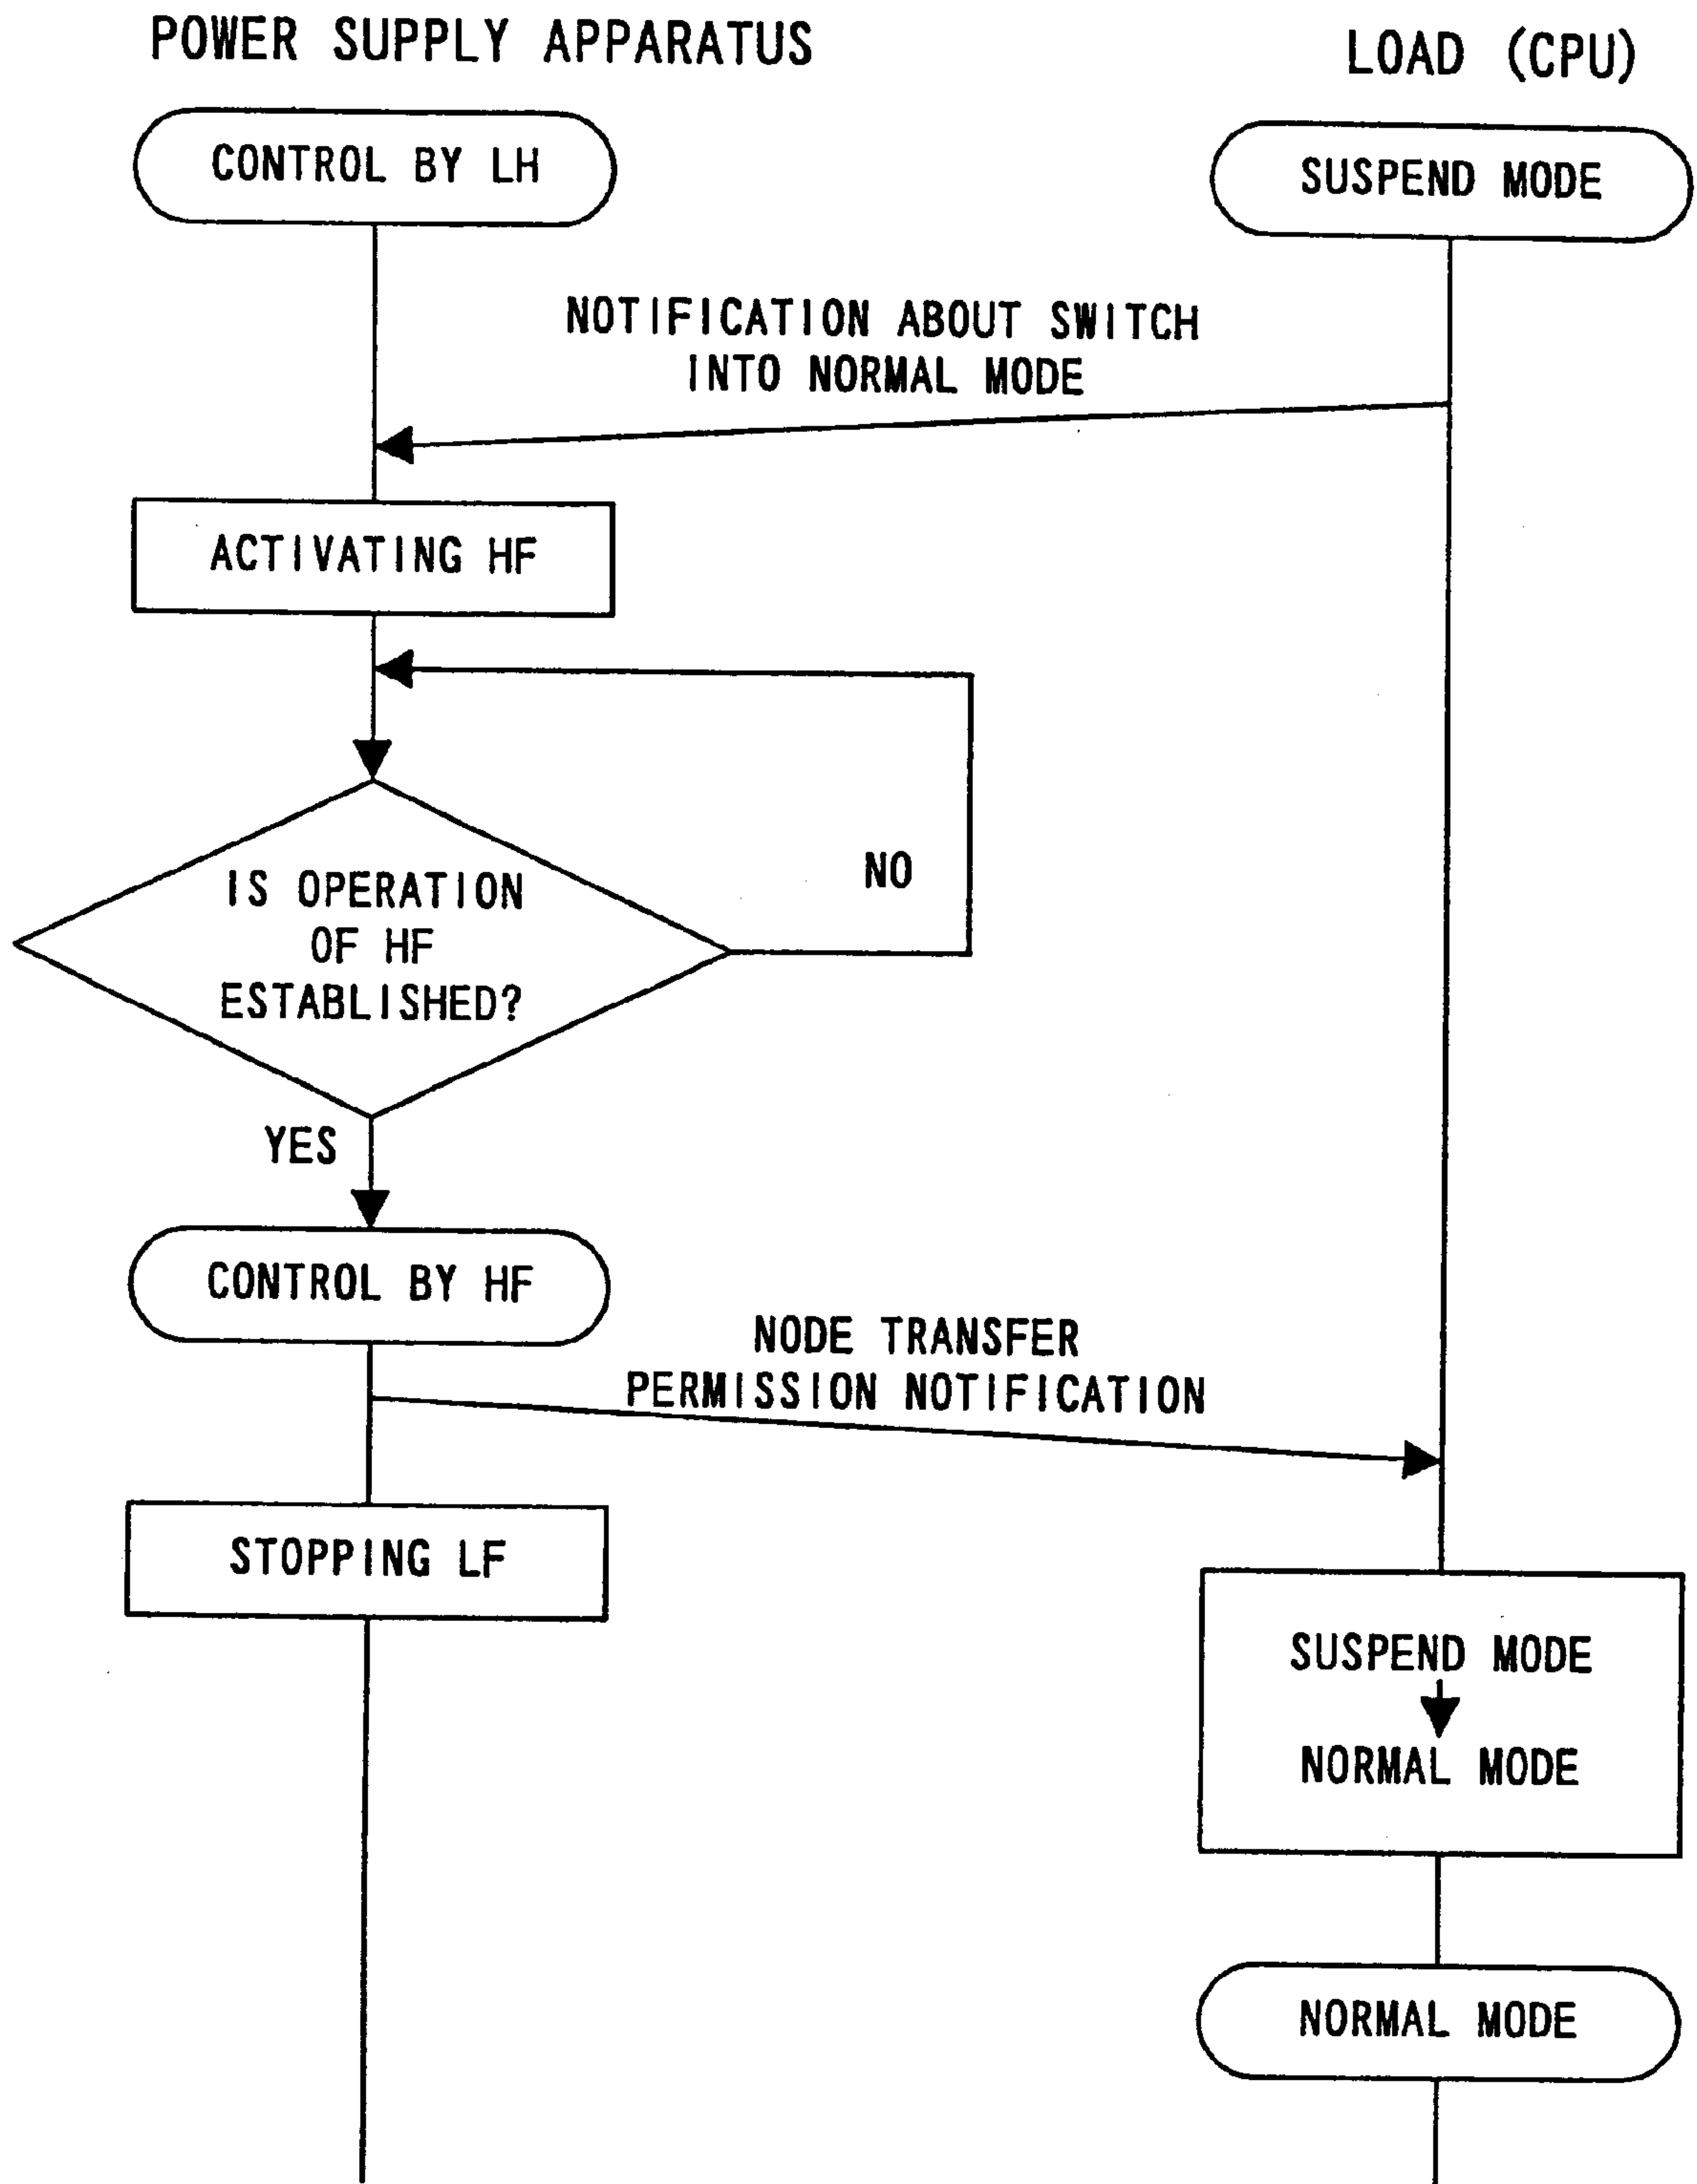 POWER SUPPLY APPARATUS
LOAD (CPU)
CONTROL BY LH
SUSPEND MODE
NOTIFICATION ABOUT SWITCH
INTO NORMAL MODE
ACTIVATING HF
NO
IS OPERATION
OF HF
ESTABLISHED?
YES
CONTROL BY HF
NODE TRANSFER
PERMISSION NOTIFICATION
STOPPING LF
SUSPEND MODE
NORMAL MODE
NORMAL MODE